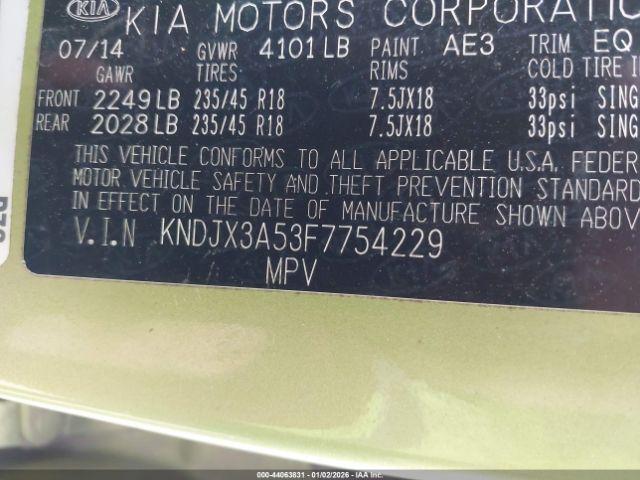 KIA KIA MOTORS CORPORATIO
07/14 GVWR 4101LB PAINT AE3 TRIM EQ
GAWR TIRES RIMS COLD TIRE
FRONT 2249LB 235/45 R18 7.5JX18 33psi SING
REAR 2028LB 235/45 R18 7.5JX18 33psi SING
THIS VEHICLE CONFORMS TO ALL APPLICABLE U.S.A. FEDER
MOTOR VEHICLE SAFETY AND THEFT PREVENTION STANDARD
IN EFFECT ON THE DATE OF MANUFACTURE SHOWN ABOV
V.I.N KNDJX3A53F7754229
MPV
000-44063831 - 01/02/2026 - IAA Inc.